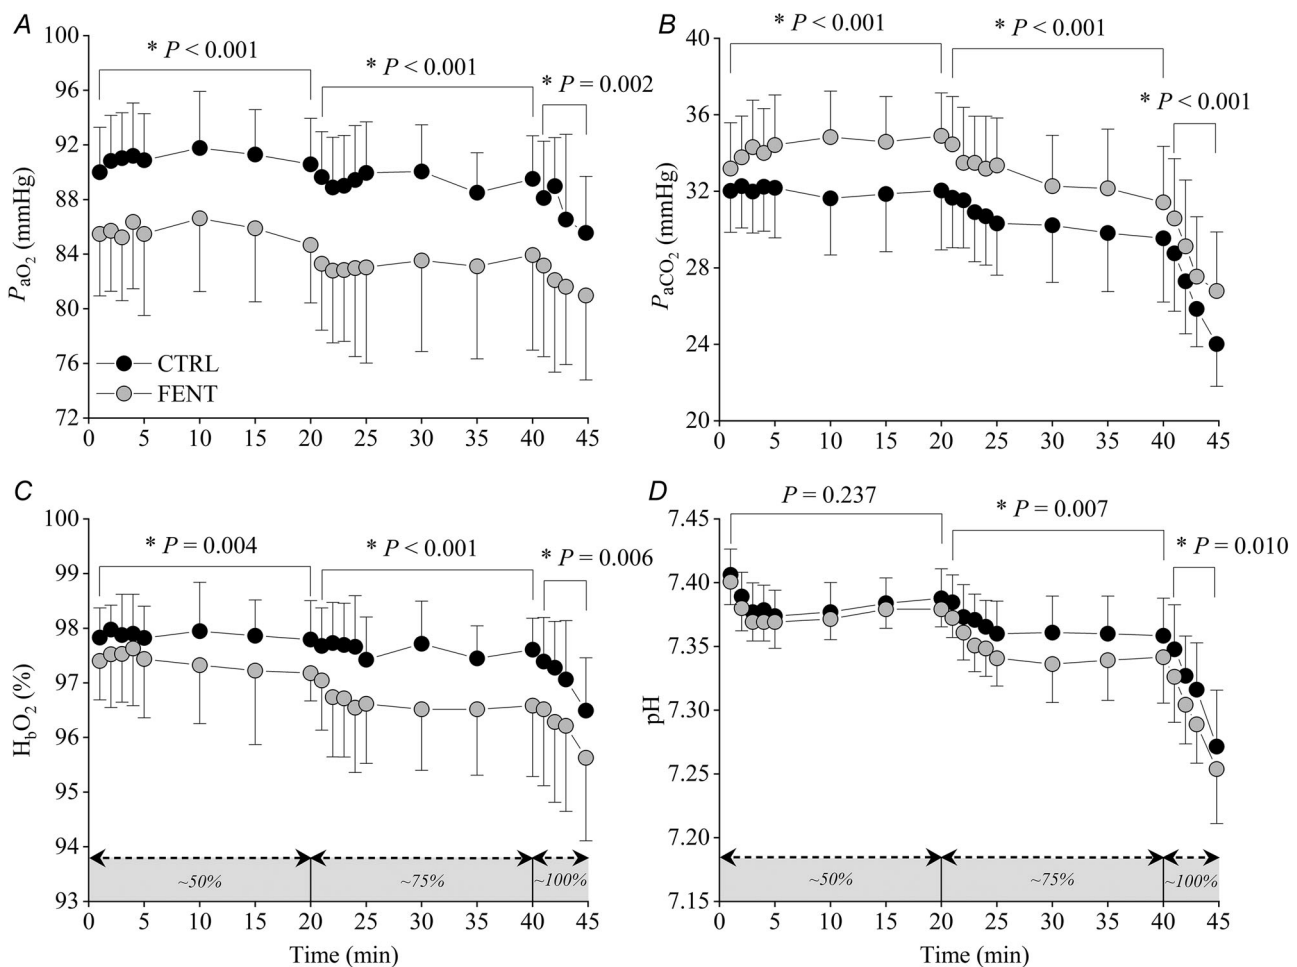 A
100
* P < 0.001
* P < 0.001
* P = 0.002
96
92
88
84
80
76
72
PaO2 (mmHg)
CTRL
FENT
0 5 10 15 20 25 30 35 40 45
B
40
* P < 0.001
* P < 0.001
* P < 0.001
36
32
28
24
20
PaCO2 (mmHg)
0 5 10 15 20 25 30 35 40 45
C
100
* P = 0.004
* P < 0.001
* P = 0.006
99
98
97
96
95
94
93
HbO2 (%)
~50% ~75% ~100%
0 5 10 15 20 25 30 35 40 45
Time (min)
D
7.45
P = 0.237
* P = 0.007
* P = 0.010
7.40
7.35
7.30
7.25
7.20
7.15
pH
~50% ~75% ~100%
0 5 10 15 20 25 30 35 40 45
Time (min)